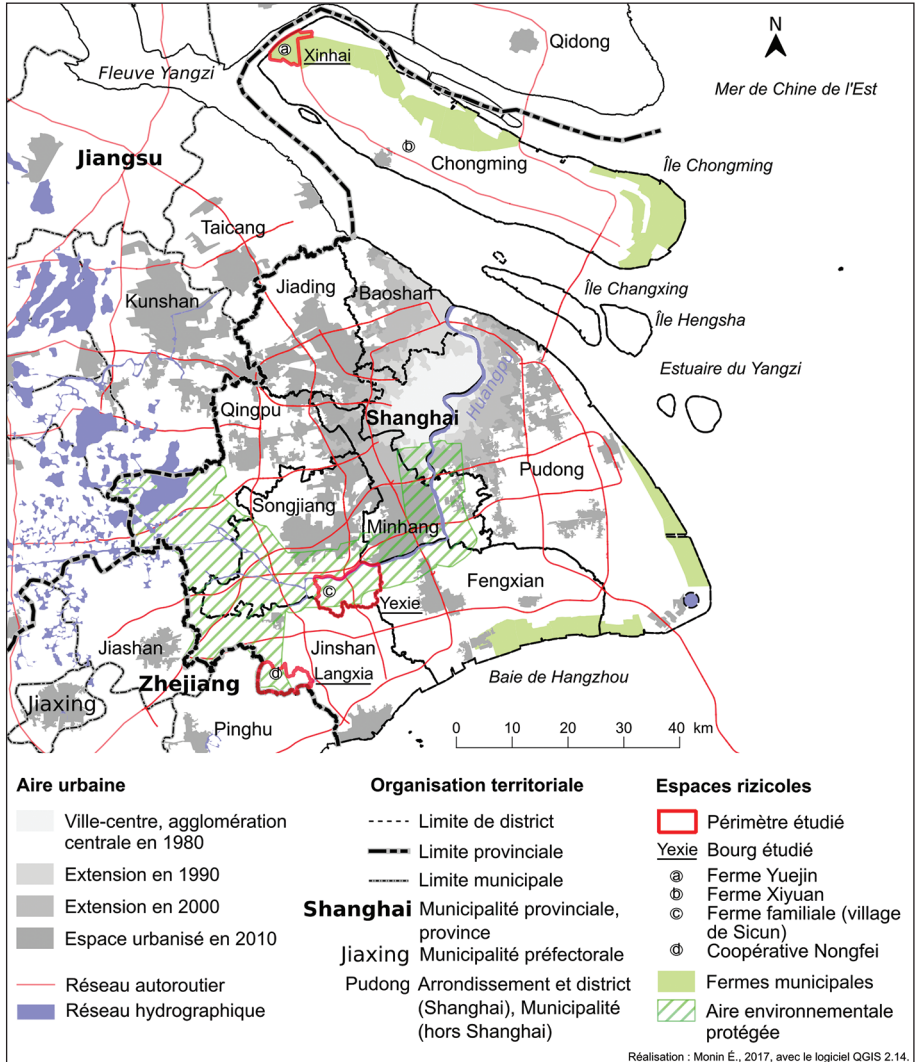 N
Qidong
Xinhai
Fleuve Yangzi
Mer de Chine de l'Est
Jiangsu
Chongming
Île Chongming
Taicang
Kunshan
Jiading
Baoshan
Île Changxing
Île Hengsha
Estuaire du Yangzi
Huangpu
Qingpu
Shanghai
Pudong
Songjiang
Minhang
Fengxian
Yexie
Jiashan
Jinshan
Langxia
Zhejiang
Baie de Hangzhou
Jiaxing
Pinghu
a
b
c
d
0 10 20 30 40 km
Aire urbaine
Ville-centre, agglomération
centrale en 1980
Extension en 1990
Extension en 2000
Espace urbanisé en 2010
Réseau autoroutier
Réseau hydrographique
Organisation territoriale
Limite de district
Limite provinciale
Limite municipale
Shanghai Municipalité provinciale,
province
Jiaxing Municipalité préfectorale
Pudong Arrondissement et district
(Shanghai), Municipalité
(hors Shanghai)
Espaces rizicoles
Périmètre étudié
Yexie Bourg étudié
a Ferme Yuejin
b Ferme Xiyuan
c Ferme familiale (village
de Sicun)
d Coopérative Nongfei
Fermes municipales
Aire environnementale
protégée
Réalisation : Monin É., 2017, avec le logiciel QGIS 2.14.